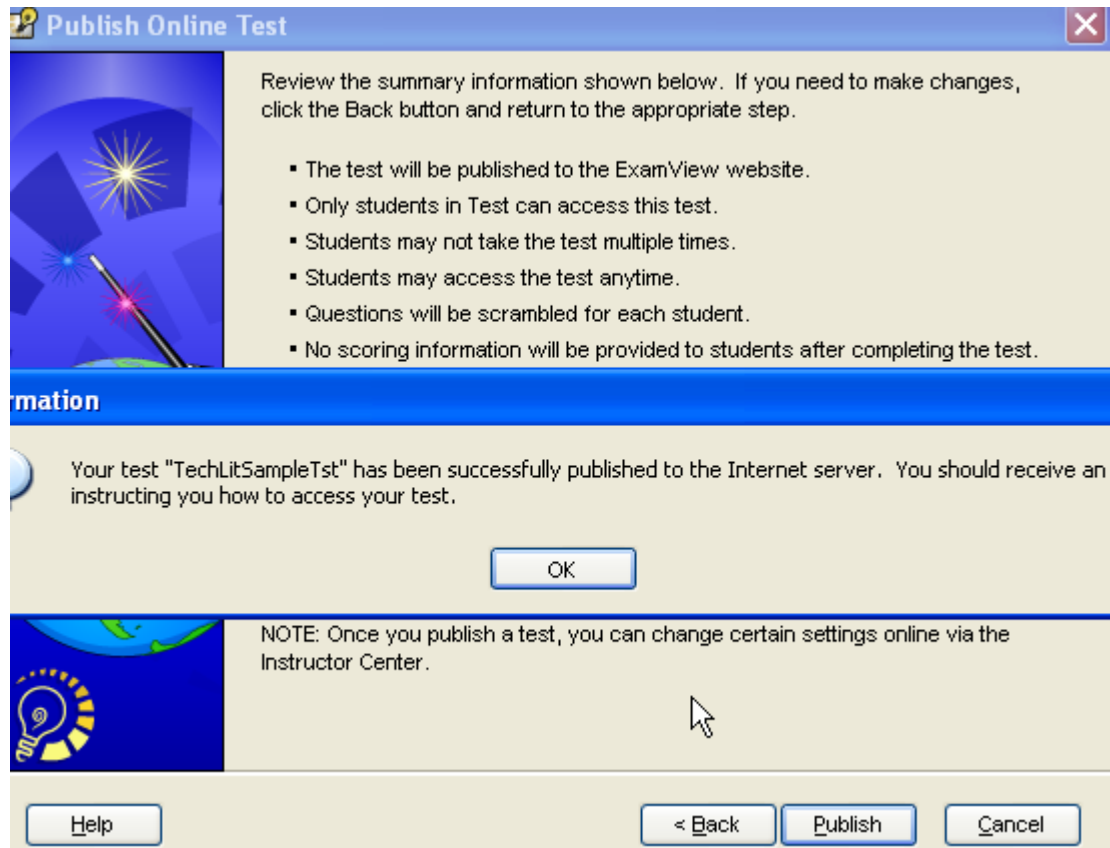 Publish Online Test
Review the summary information shown below. If you need to make changes,
click the Back button and return to the appropriate step.
▪ The test will be published to the ExamView website.
▪ Only students in Test can access this test.
▪ Students may not take the test multiple times.
▪ Students may access the test anytime.
▪ Questions will be scrambled for each student.
▪ No scoring information will be provided to students after completing the test.
rmation
Your test "TechLitSampleTst" has been successfully published to the Internet server. You should receive an
instructing you how to access your test.
OK
NOTE: Once you publish a test, you can change certain settings online via the
Instructor Center.
Help
< Back
Publish
Cancel